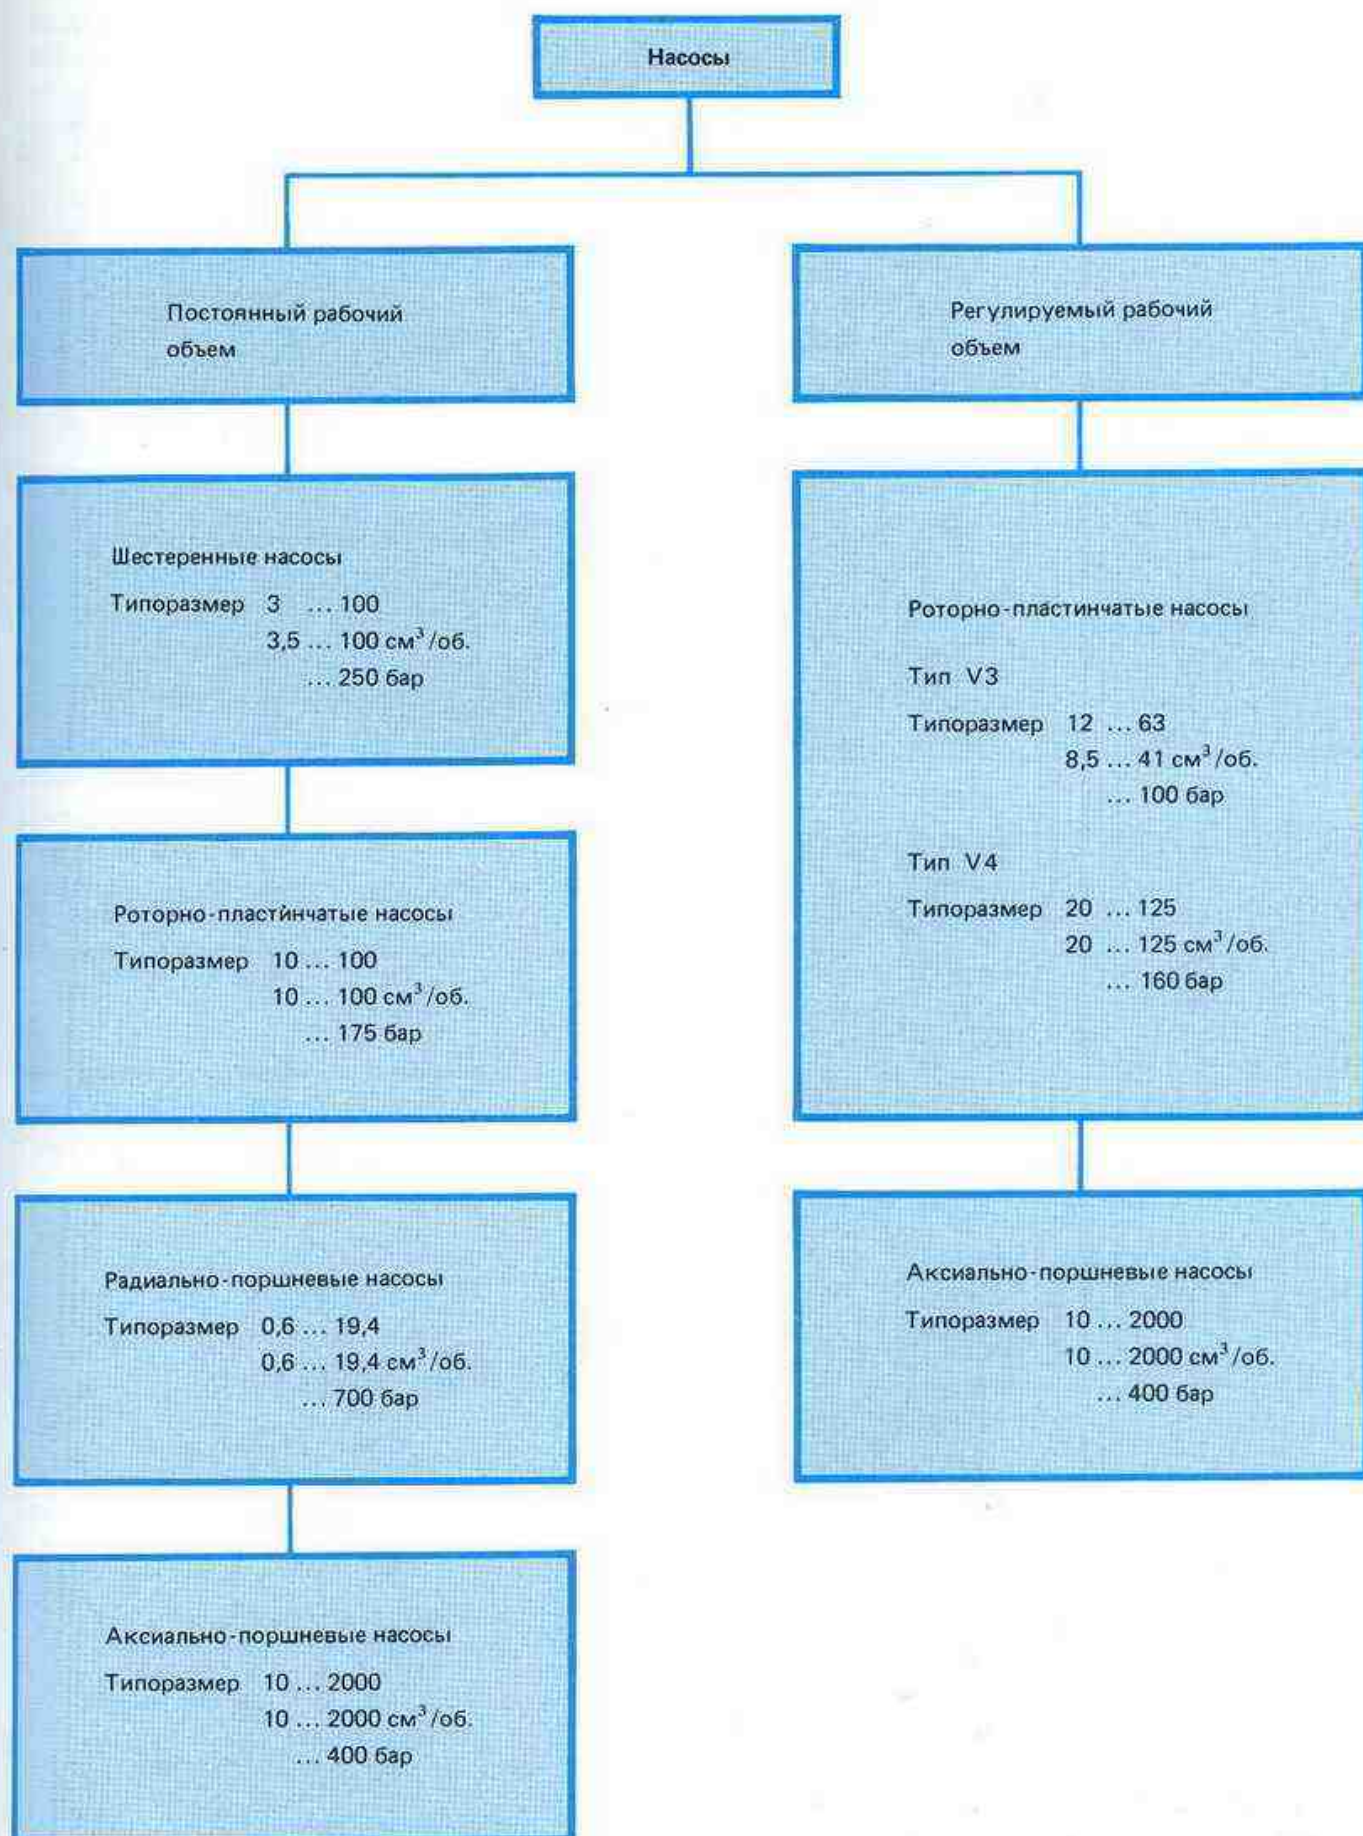 Насосы
Постоянный рабочий
объем
Шестеренные насосы
Типоразмер 3 ... 100
3,5 ... 100 см³/об.
... 250 бар
Роторно-пластинчатые насосы
Типоразмер 10 ... 100
10 ... 100 см³/об.
... 175 бар
Радиально-поршневые насосы
Типоразмер 0,6 ... 19,4
0,6 ... 19,4 см³/об.
... 700 бар
Аксиально-поршневые насосы
Типоразмер 10 ... 2000
10 ... 2000 см³/об.
... 400 бар
Регулируемый рабочий
объем
Роторно-пластинчатые насосы
Тип V3
Типоразмер 12 ... 63
8,5 ... 41 см³/об.
... 100 бар
Тип V4
Типоразмер 20 ... 125
20 ... 125 см³/об.
... 160 бар
Аксиально-поршневые насосы
Типоразмер 10 ... 2000
10 ... 2000 см³/об.
... 400 бар